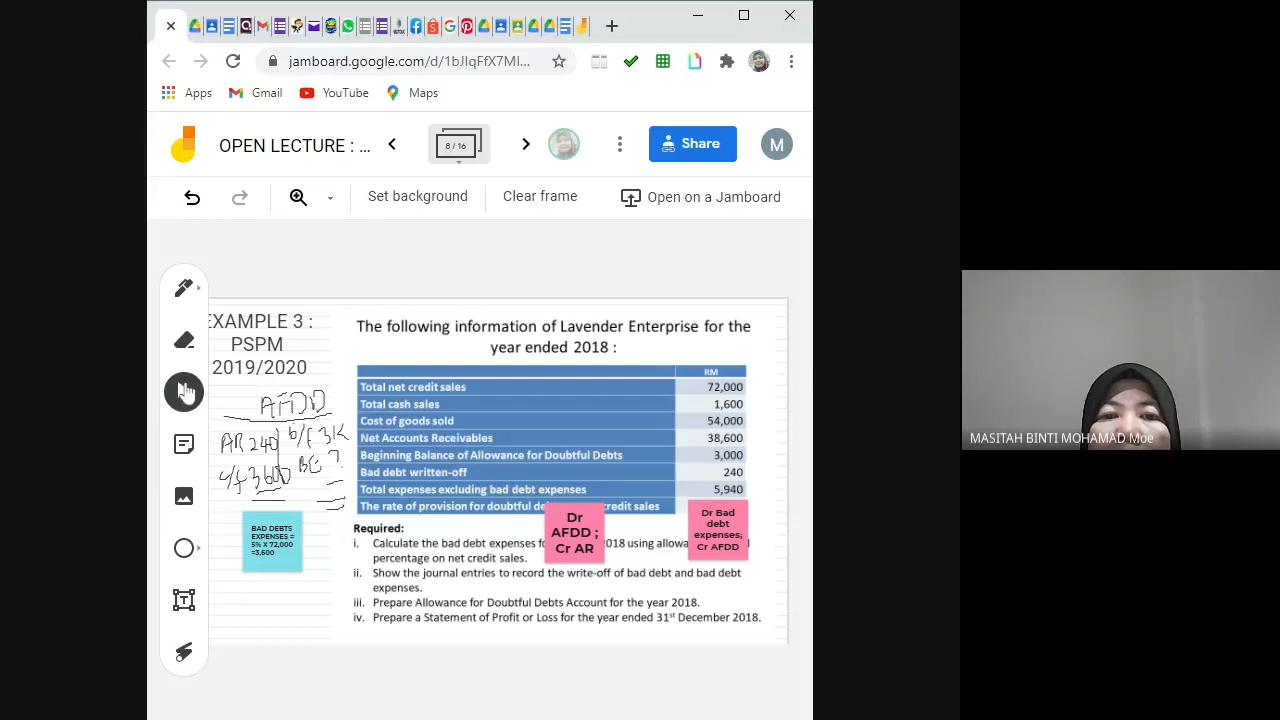 jamboard.google.com/d/1bJIqFfX7MI...
Apps
Gmail
YouTube
Maps
OPEN LECTURE : ...
8 / 16
Share
M
Set background
Clear frame
Open on a Jamboard
EXAMPLE 3 :
PSPM
2019/2020
AFDD
AR 240
b/f 3K
c/f 3600
BE ?
BAD DEBTS
EXPENSES =
5% X 72,000
=3,600
The following information of Lavender Enterprise for the
year ended 2018 :
RM
Total net credit sales 72,000
Total cash sales 1,600
Cost of goods sold 54,000
Net Accounts Receivables 38,600
Beginning Balance of Allowance for Doubtful Debts 3,000
Bad debt written-off 240
Total expenses excluding bad debt expenses 5,940
The rate of provision for doubtful credit sales
Dr
AFDD ;
Cr AR
Dr Bad
debt
expenses;
Cr AFDD
Required:
i. Calculate the bad debt expenses 2018 using
percentage on net credit sales.
ii. Show the journal entries to record the write-off of bad debt and bad debt
expenses.
iii. Prepare Allowance for Doubtful Debts Account for the year 2018.
iv. Prepare a Statement of Profit or Loss for the year ended 31st December 2018.
MASITAH BINTI MOHAMAD Moe